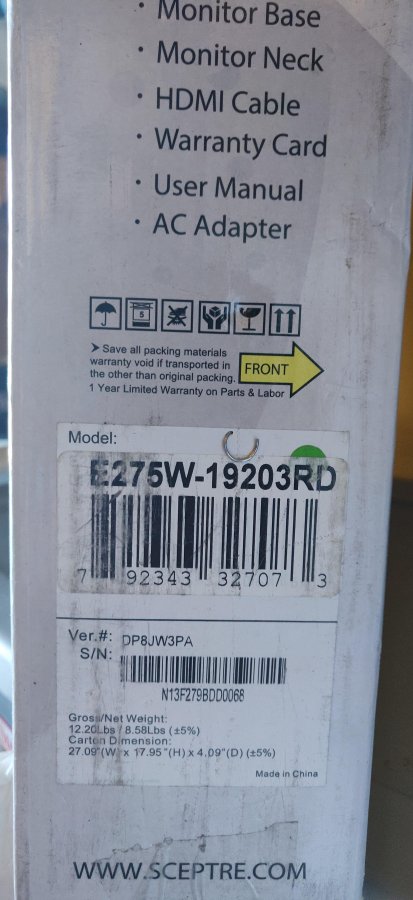 · Monitor Base
· Monitor Neck
· HDMI Cable
· Warranty Card
· User Manual
· AC Adapter
5
➤ Save all packing materials
warranty void if transported in
the other than original packing.
1 Year Limited Warranty on Parts & Labor
FRONT
Model:
E275W-19203RD
7 92343 32707 3
Ver.#: DP8JW3PA
S/N:
N13F279BDD0068
Gross/Net Weight:
12.20Lbs / 8.58Lbs (±5%)
Carton Dimension:
27.09"(W) x 17.95"(H) x 4.09"(D) (±5%)
Made in China
WWW.SCEPTRE.COM